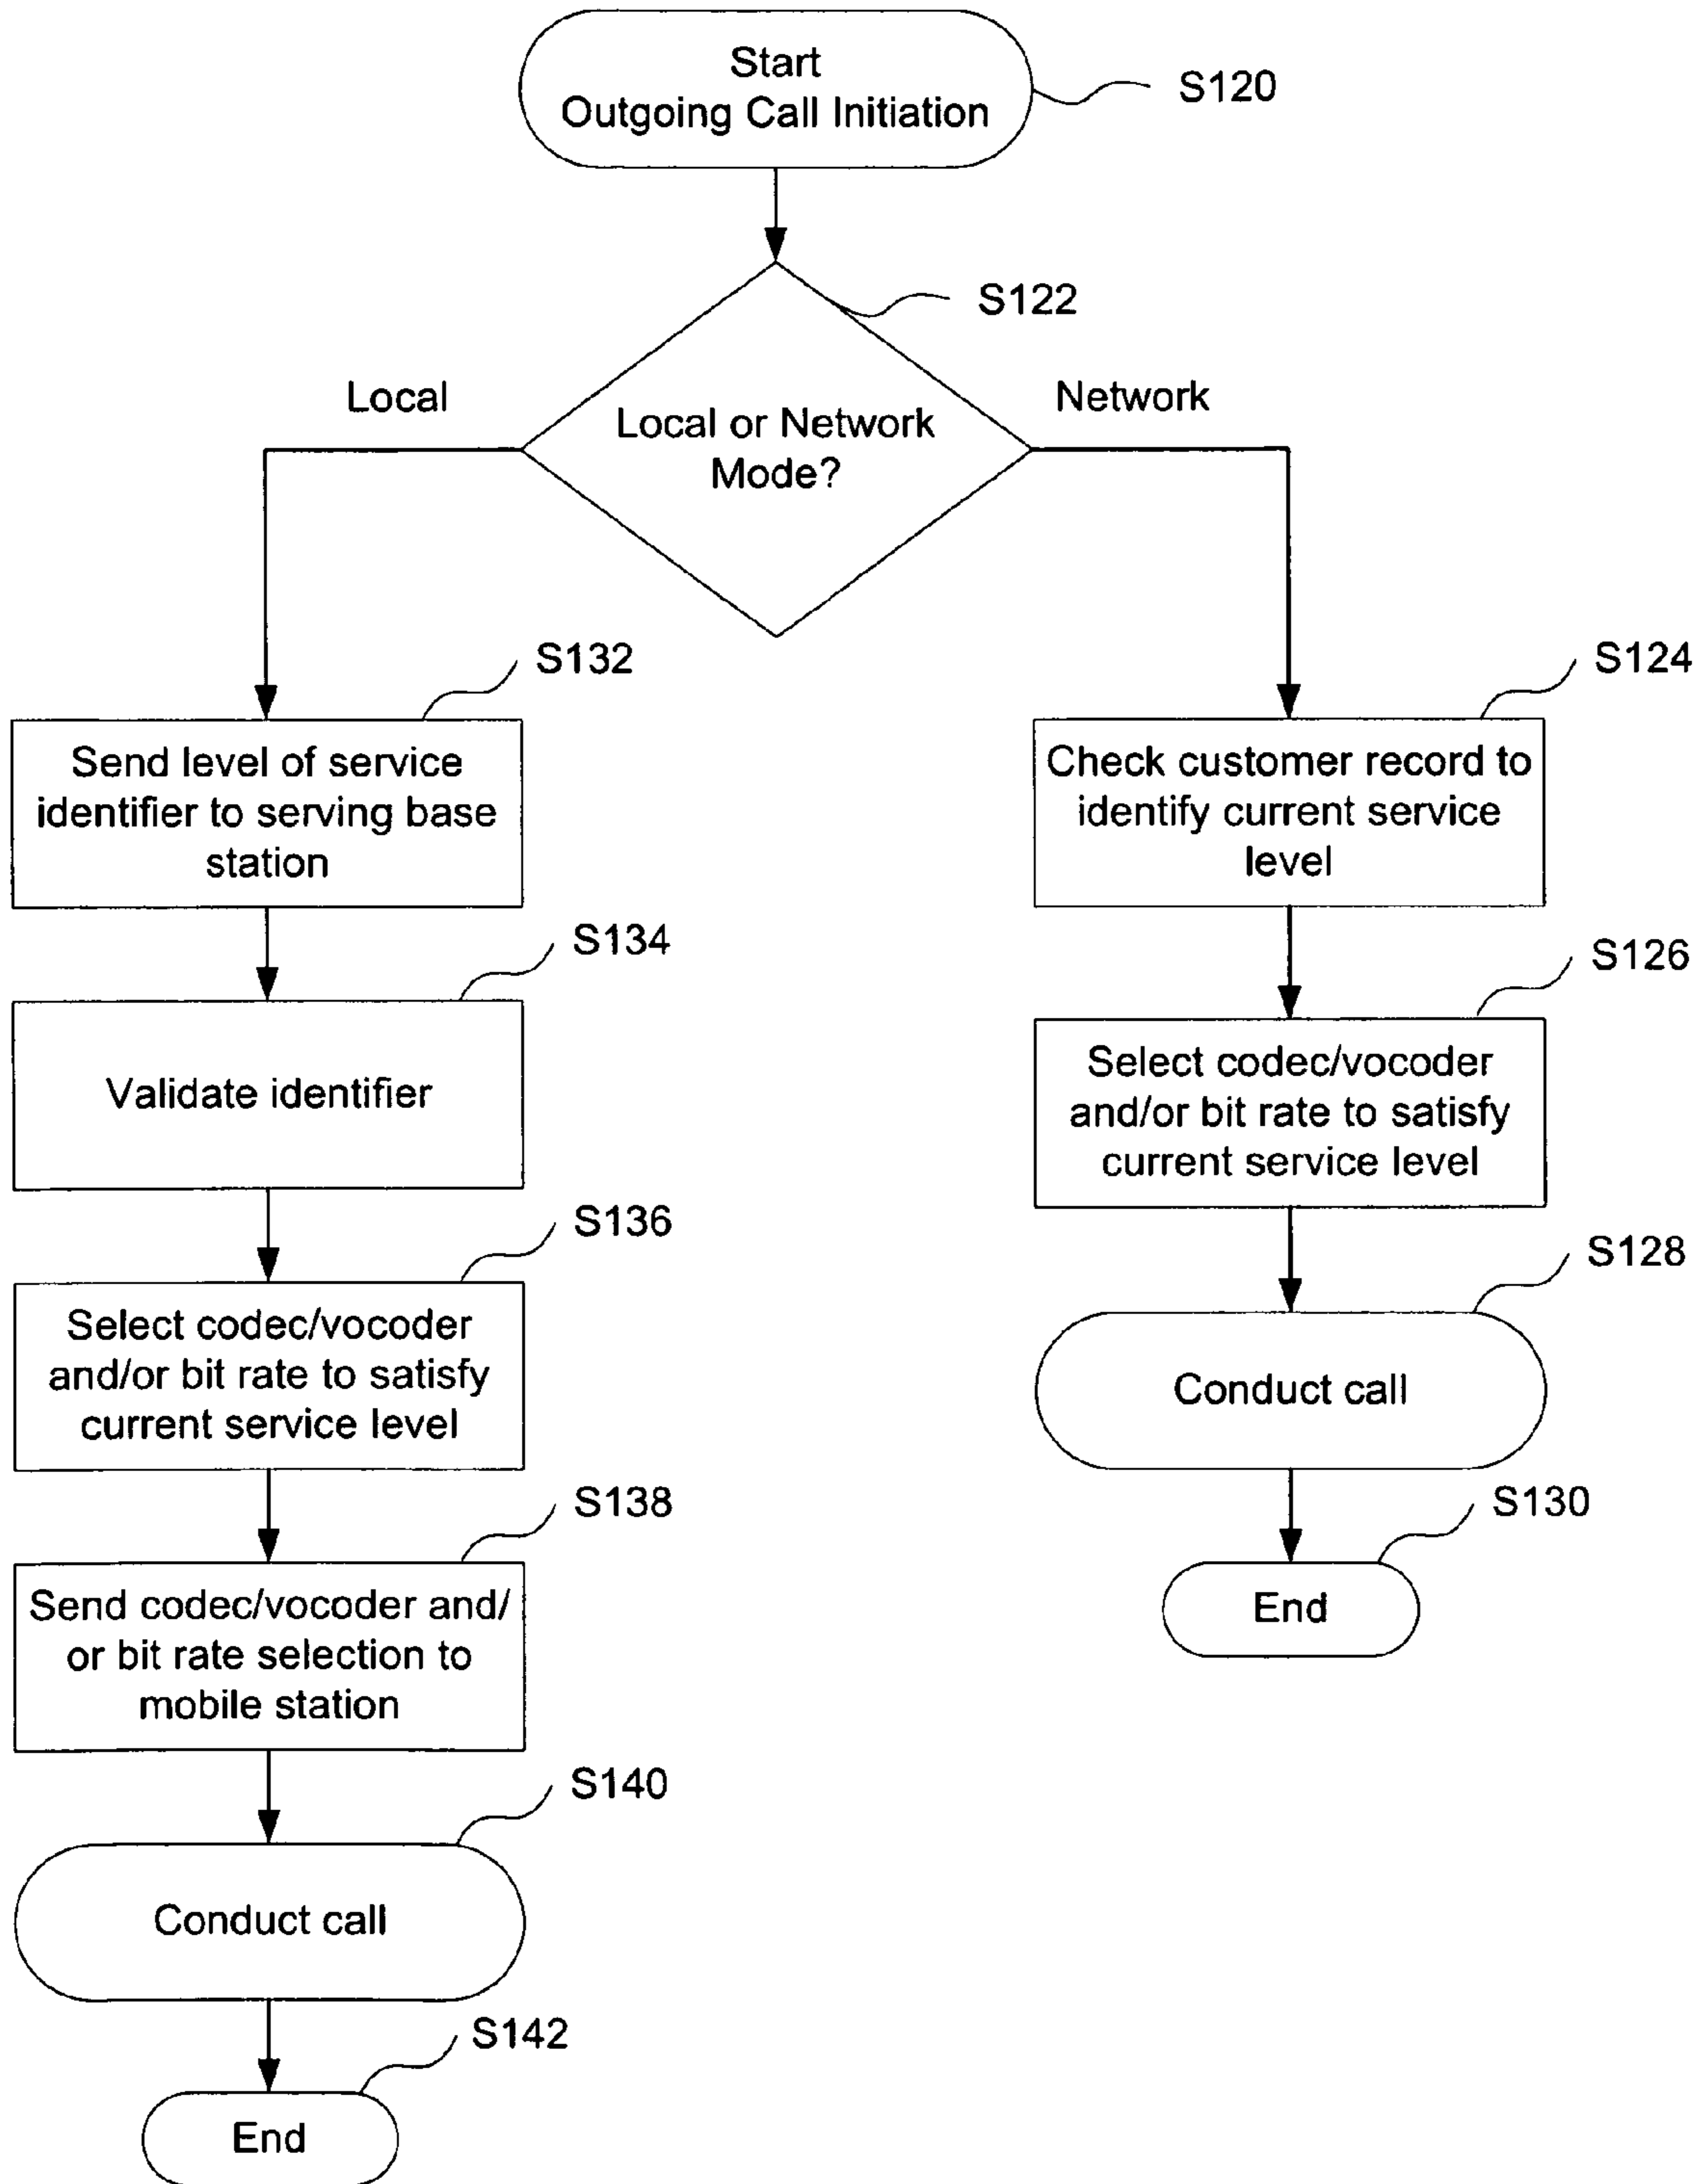 Start
Outgoing Call Initiation
S120
S122
Local
Local or Network
Mode?
Network
S132
Send level of service
identifier to serving base
station
S134
Validate identifier
S136
Select codec/vocoder
and/or bit rate to satisfy
current service level
S138
Send codec/vocoder and/
or bit rate selection to
mobile station
S140
Conduct call
S142
End
S124
Check customer record to
identify current service
level
S126
Select codec/vocoder
and/or bit rate to satisfy
current service level
S128
Conduct call
S130
End